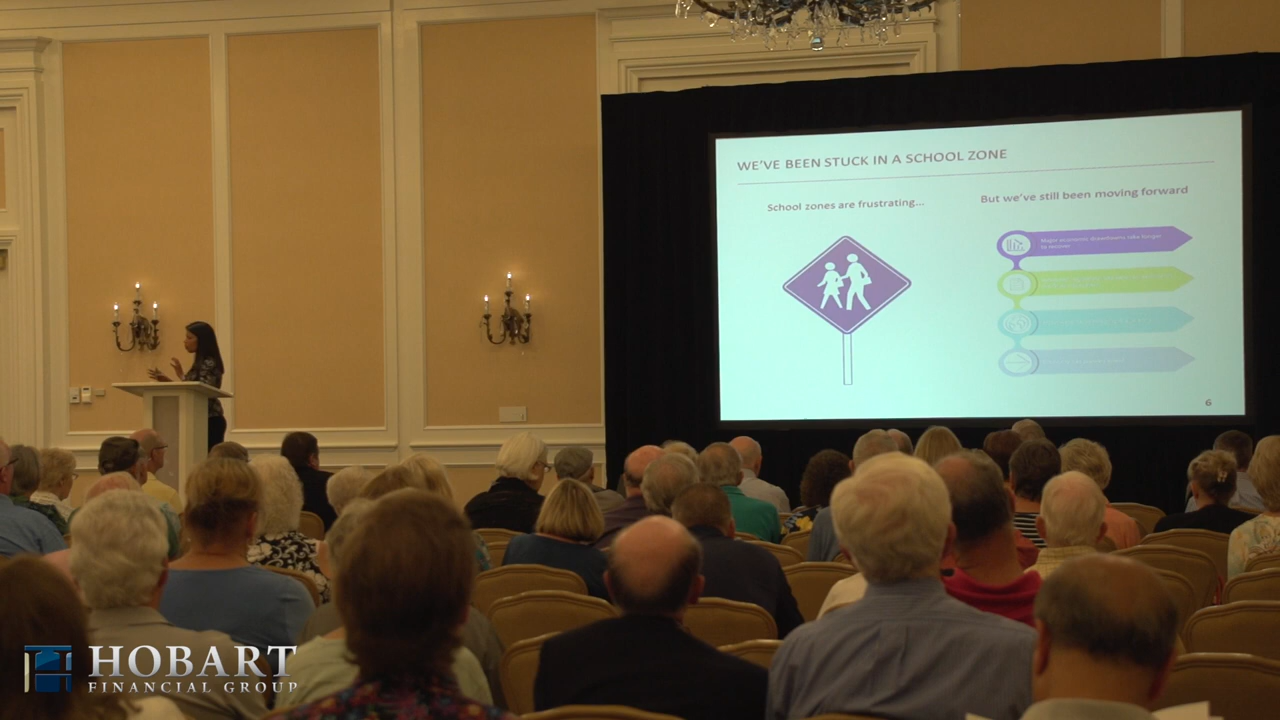 WE'VE BEEN STUCK IN A SCHOOL ZONE
School zones are frustrating...
But we've still been moving forward
Major economic downturns take longer
to recover
6
HOBART
FINANCIAL GROUP